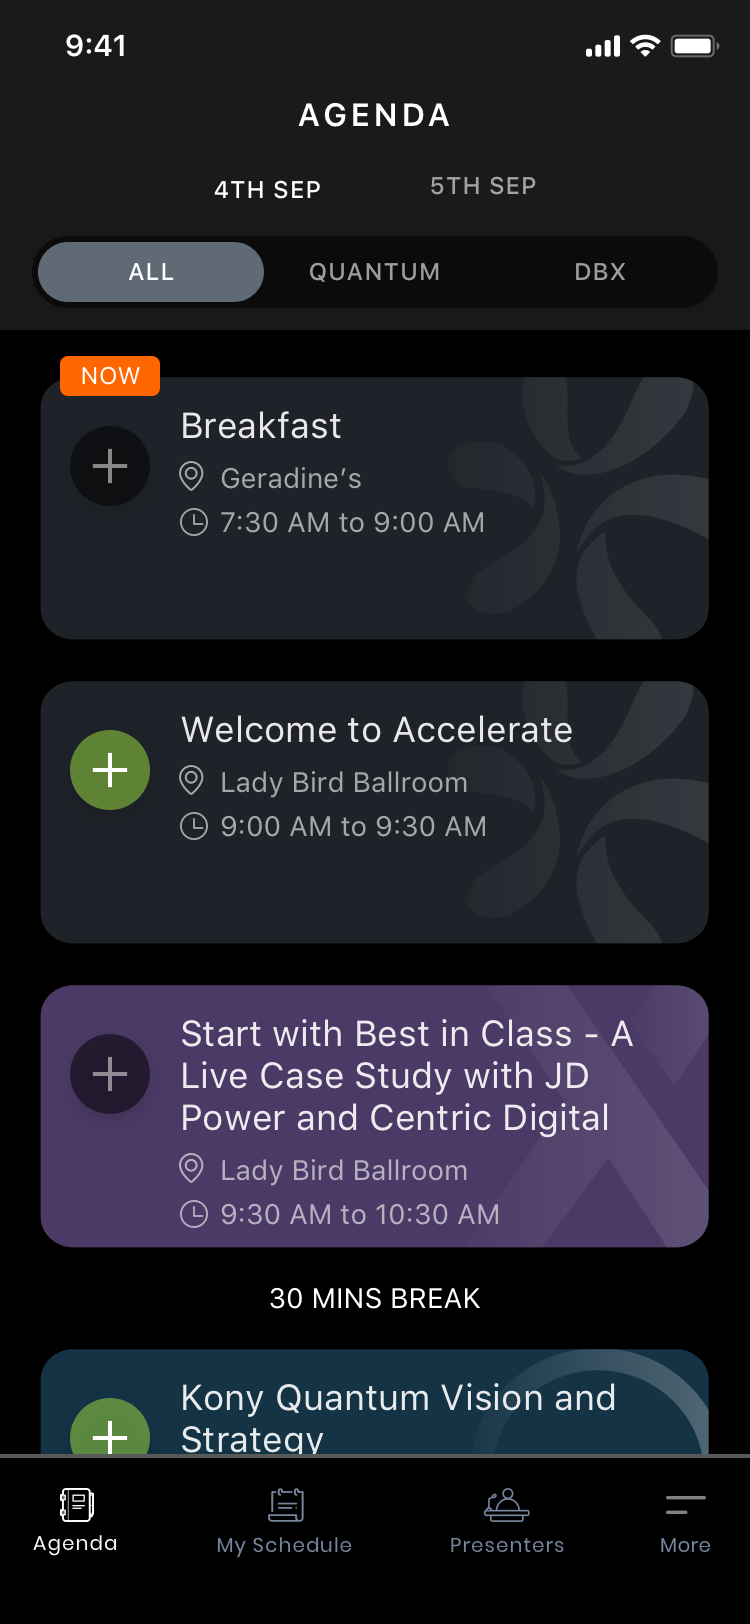 9:41
AGENDA
4TH SEP
5TH SEP
ALL
QUANTUM
DBX
NOW
Breakfast
Geradine’s
7:30 AM to 9:00 AM
Welcome to Accelerate
Lady Bird Ballroom
9:00 AM to 9:30 AM
Start with Best in Class - A
Live Case Study with JD
Power and Centric Digital
Lady Bird Ballroom
9:30 AM to 10:30 AM
30 MINS BREAK
Kony Quantum Vision and
Strategy
Agenda
My Schedule
Presenters
More